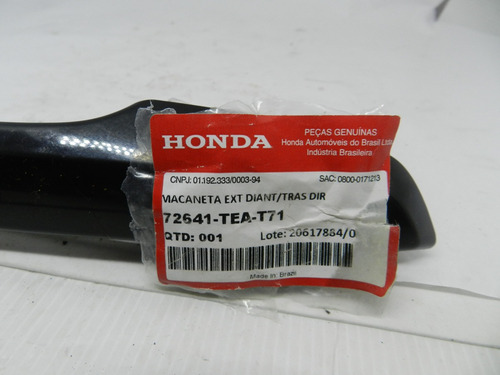 HONDA
PEÇAS GENUÍNAS
Honda Automóveis do Brasil Ltda
Indústria Brasileira.
CNPJ: 01.192.333/0003-94
SAC: 0800-0171213
MACANETA EXT DIANT/TRAS DIR
72641-TEA-T71
QTD: 001
Lote: 20617884/0
Made in Brazil